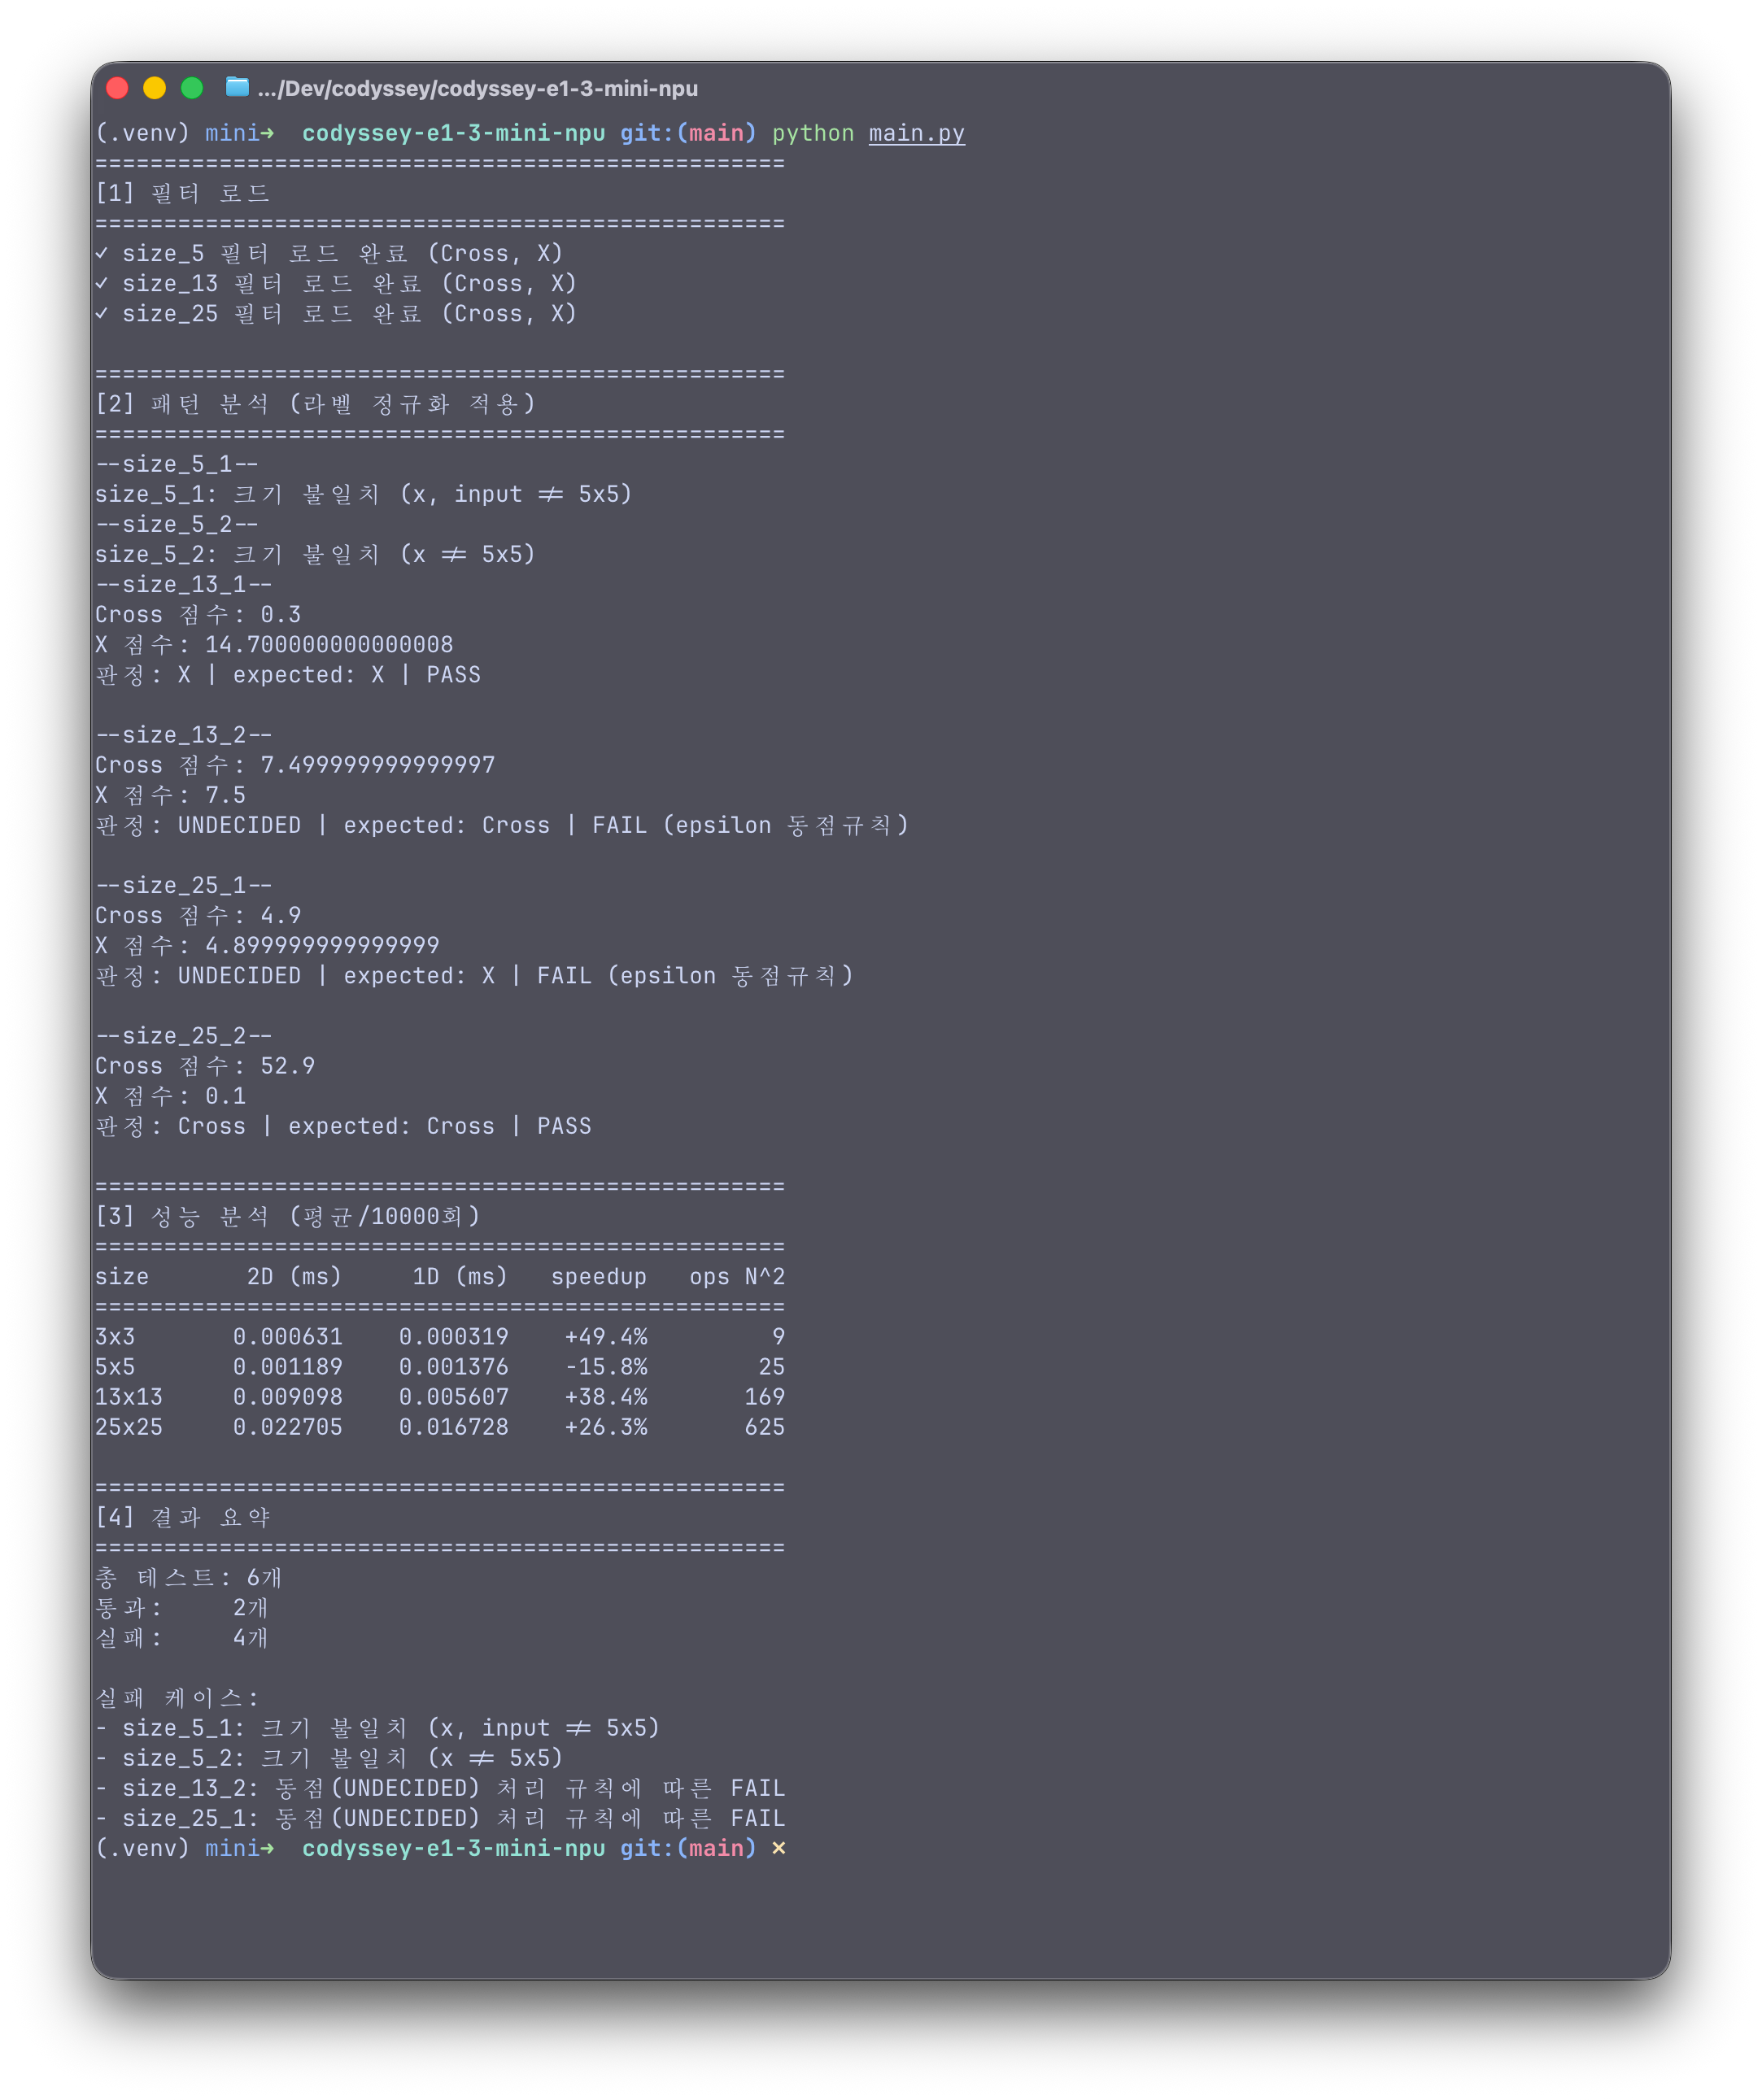 .../Dev/codyssey/codyssey-e1-3-mini-npu
(.venv) mini➜  codyssey-e1-3-mini-npu git:(main) python main.py
==================================================
[1] 필터 로드
==================================================
✓ size_5 필터 로드 완료 (Cross, X)
✓ size_13 필터 로드 완료 (Cross, X)
✓ size_25 필터 로드 완료 (Cross, X)
==================================================
[2] 패턴 분석 (라벨 정규화 적용)
==================================================
--size_5_1--
size_5_1: 크기 불일치 (x, input != 5x5)
--size_5_2--
size_5_2: 크기 불일치 (x != 5x5)
--size_13_1--
Cross 점수: 0.3
X 점수: 14.700000000000008
판정: X | expected: X | PASS
--size_13_2--
Cross 점수: 7.499999999999997
X 점수: 7.5
판정: UNDECIDED | expected: Cross | FAIL (epsilon 동점규칙)
--size_25_1--
Cross 점수: 4.9
X 점수: 4.899999999999999
판정: UNDECIDED | expected: X | FAIL (epsilon 동점규칙)
--size_25_2--
Cross 점수: 52.9
X 점수: 0.1
판정: Cross | expected: Cross | PASS
==================================================
[3] 성능 분석 (평균/10000회)
==================================================
size       2D (ms)     1D (ms)   speedup   ops N^2
==================================================
3x3       0.000631    0.000319    +49.4%         9
5x5       0.001189    0.001376    -15.8%        25
13x13     0.009098    0.005607    +38.4%       169
25x25     0.022705    0.016728    +26.3%       625
==================================================
[4] 결과 요약
==================================================
총 테스트: 6개
통과:     2개
실패:     4개
실패 케이스:
- size_5_1: 크기 불일치 (x, input != 5x5)
- size_5_2: 크기 불일치 (x != 5x5)
- size_13_2: 동점(UNDECIDED) 처리 규칙에 따른 FAIL
- size_25_1: 동점(UNDECIDED) 처리 규칙에 따른 FAIL
(.venv) mini➜  codyssey-e1-3-mini-npu git:(main) ✗